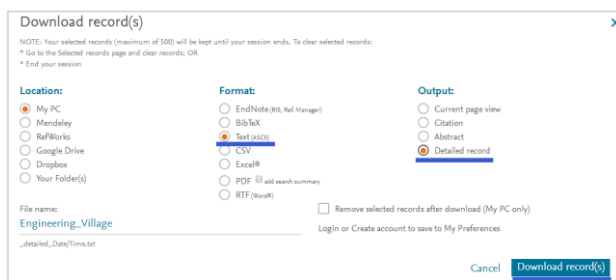 Download record(s)
NOTE: Your selected records (maximum of 500) will be kept until your session ends. To clear selected records:
* Go to the Selected records page and clear records; OR
* End your session
Location:
Format:
Output:
My PC
EndNote (RIS, Ref. Manager)
Current page view
Mendeley
BibTeX
Citation
RefWorks
Text (ASCII)
Abstract
Google Drive
CSV
Detailed record
Dropbox
Excel®
Your Folder(s)
PDF add search summary
RTF (Word®)
File name:
Remove selected records after download (My PC only)
Engineering_Village
Login or Create account to save to My Preferences
_detailed_Date/Time.txt
Cancel
Download record(s)